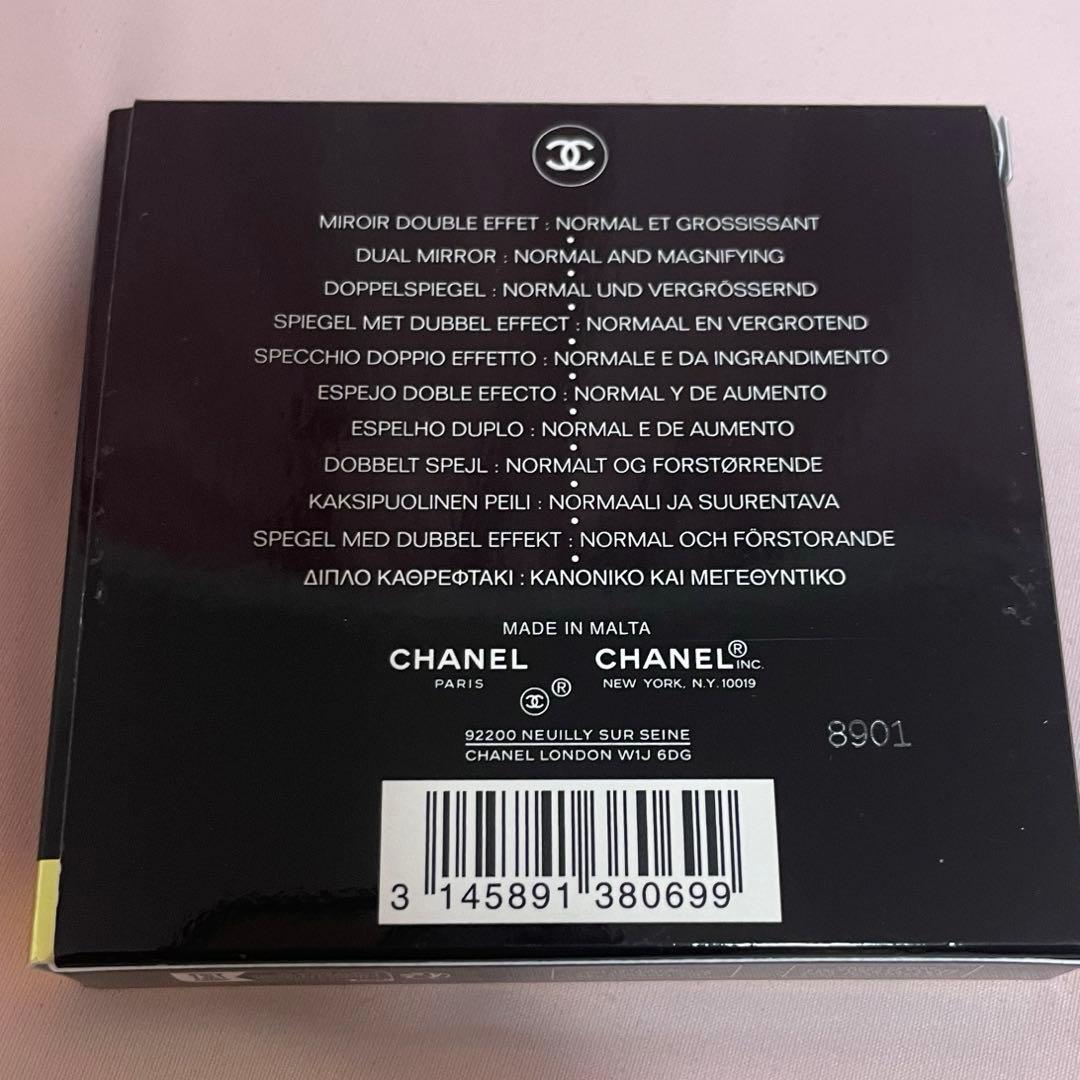 MIROIR DOUBLE EFFET : NORMAL ET GROSSISSANT
DUAL MIRROR : NORMAL AND MAGNIFYING
DOPPELSPIEGEL : NORMAL UND VERGRÖSSERND
SPIEGEL MET DUBBEL EFFECT : NORMAAL EN VERGROTEND
SPECCHIO DOPPIO EFFETTO : NORMALE E DA INGRANDIMENTO
ESPEJO DOBLE EFECTO : NORMAL Y DE AUMENTO
ESPELHO DUPLO : NORMAL E DE AUMENTO
DOBBELT SPEJL : NORMALT OG FORSTØRRENDE
KAKSIPUOLINEN PEILI : NORMAALI JA SUURENTAVA
SPEGEL MED DUBBEL EFFEKT : NORMAL OCH FÖRSTORANDE
ΔΙΠΛΟ ΚΑΘΡΕΦΤΑΚΙ : ΚΑΝΟΝΙΚΟ ΚΑΙ ΜΕΓΕΘΥΝΤΙΚΟ
MADE IN MALTA
CHANEL CHANEL® INC.
PARIS NEW YORK, N.Y. 10019
®
92200 NEUILLY SUR SEINE
CHANEL LONDON W1J 6DG
8901
3 145891 380699